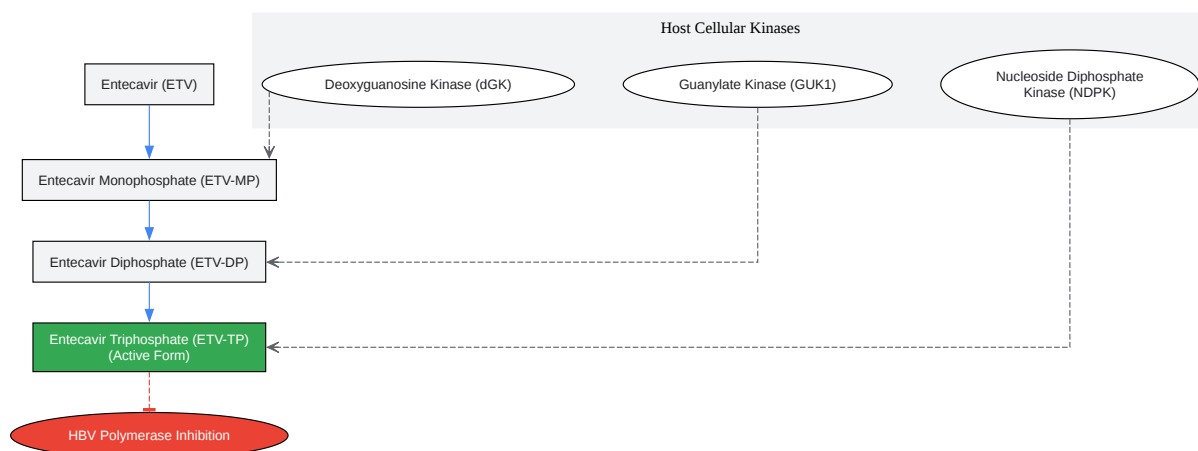 Host Cellular Kinases
Entecavir (ETV)
Deoxyguanosine Kinase (dGK)
Guanylate Kinase (GUK1)
Nucleoside Diphosphate
Kinase (NDPK)
Entecavir Monophosphate (ETV-MP)
Entecavir Diphosphate (ETV-DP)
Entecavir Triphosphate (ETV-TP)
(Active Form)
HBV Polymerase Inhibition